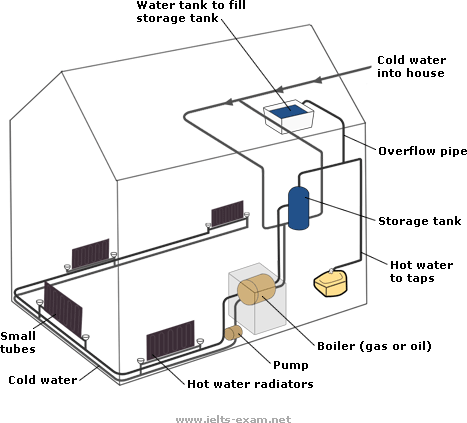 Water tank to fill
storage tank
Cold water
into house
Overflow pipe
Storage tank
Hot water
to taps
Boiler (gas or oil)
Small
tubes
Pump
Cold water
Hot water radiators
www.ielts-exam.net